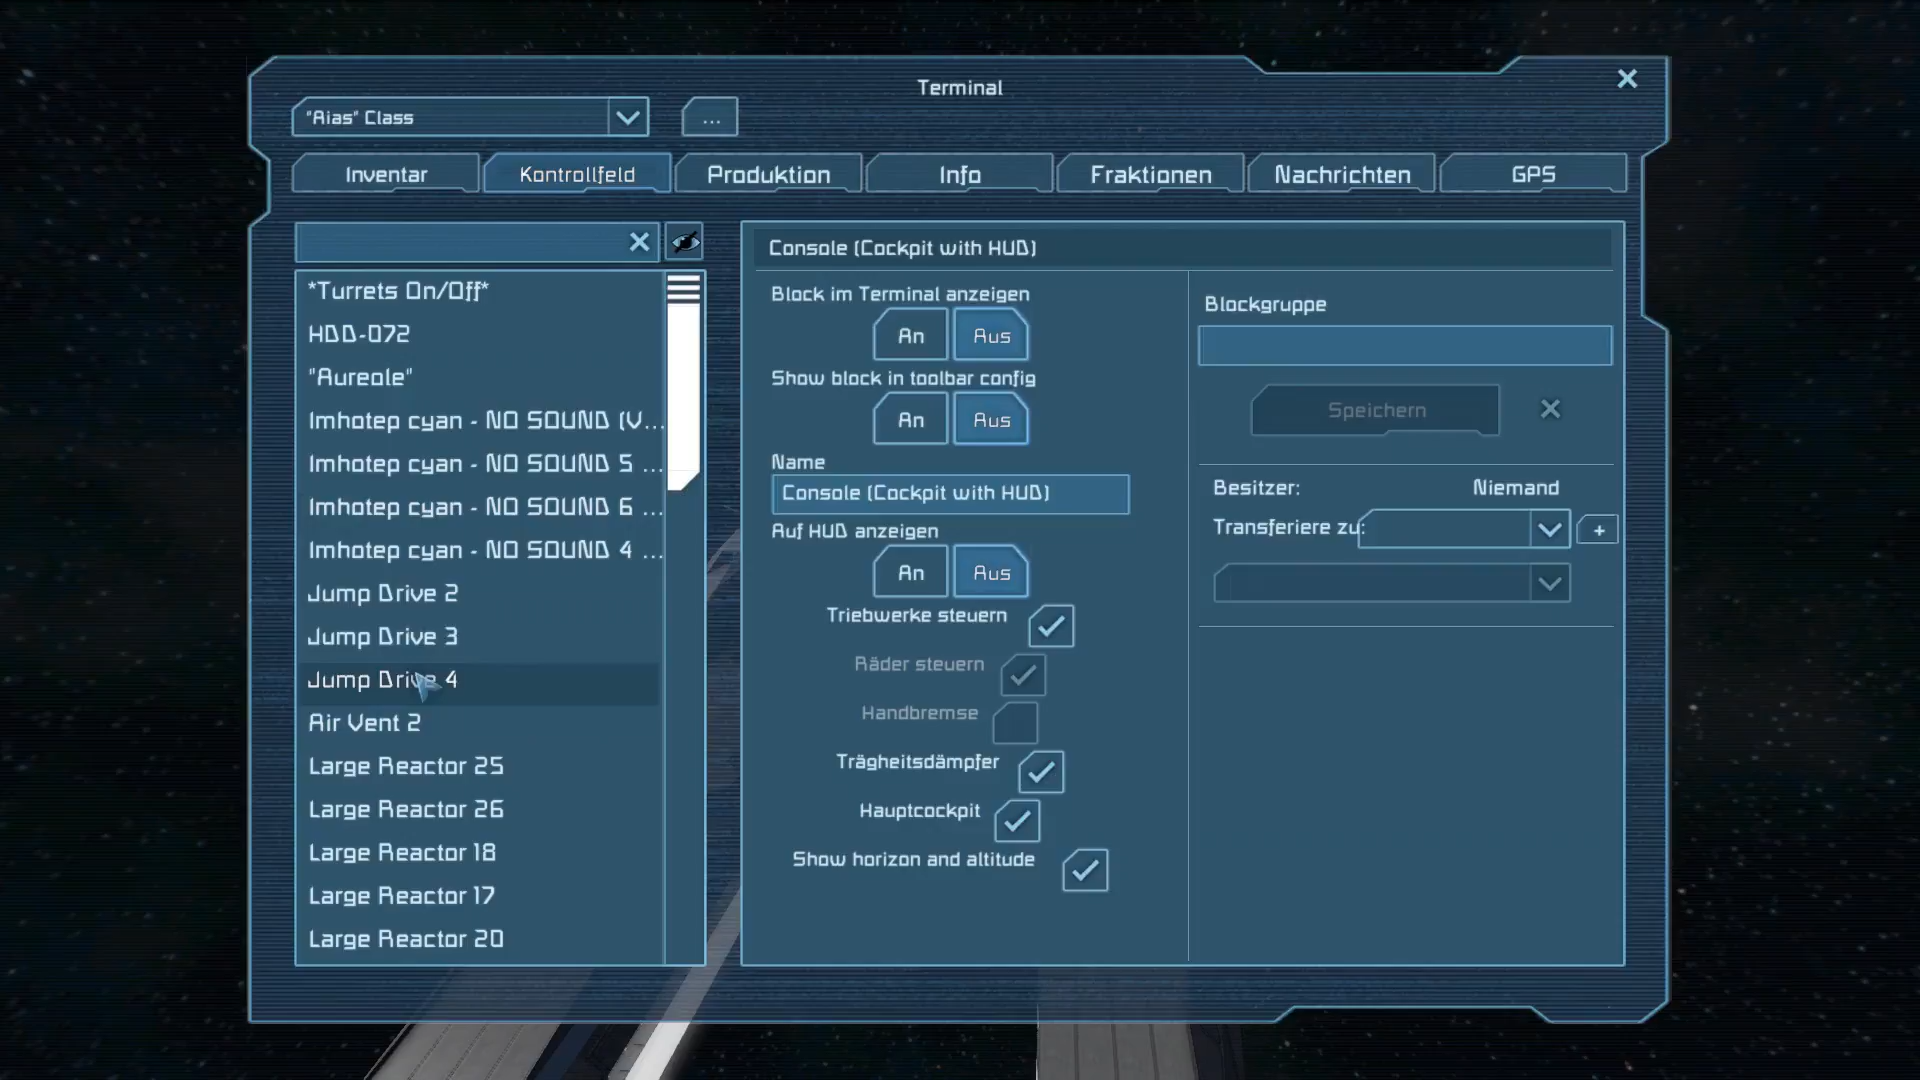 Terminal
"Aias" Class
...
Inventar
Kontrollfeld
Produktion
Info
Fraktionen
Nachrichten
GPS
*Turrets On/Off*
HDD-072
"Aureole"
Imhotep cyan - NO SOUND (V...
Imhotep cyan - NO SOUND 5 ...
Imhotep cyan - NO SOUND 6 ...
Imhotep cyan - NO SOUND 4 ...
Jump Drive 2
Jump Drive 3
Jump Drive 4
Air Vent 2
Large Reactor 25
Large Reactor 26
Large Reactor 18
Large Reactor 17
Large Reactor 20
Console (Cockpit with HUD)
Block im Terminal anzeigen
An Aus
Show block in toolbar config
An Aus
Name
Console (Cockpit with HUD)
Auf HUD anzeigen
An Aus
Triebwerke steuern
Räder steuern
Handbremse
Trägheitsdämpfer
Hauptcockpit
Show horizon and altitude
Blockgruppe
Speichern
Besitzer: Niemand
Transferiere zu:
+